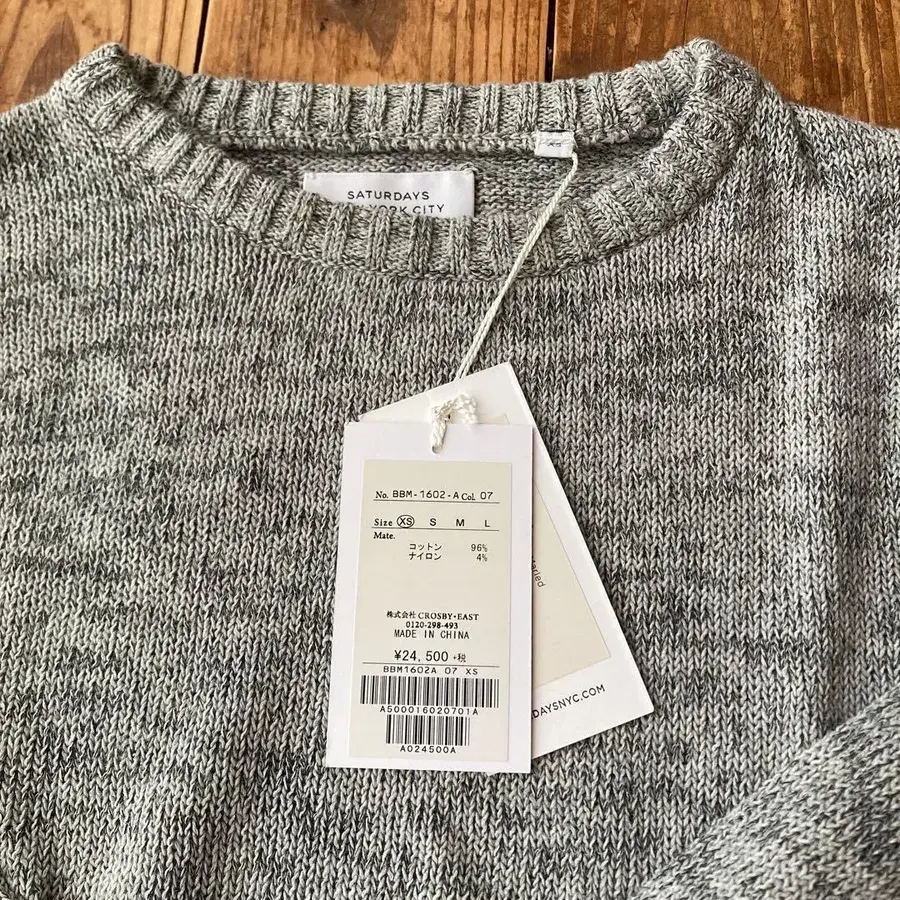 SATURDAYS
YORK CITY
XS
No. BBM-1602-A Col. 07
Size XS S M L
Mate.
コットン 96%
ナイロン 4%
株式会社 CROSBY・EAST
0120-298-493
MADE IN CHINA
¥24,500 +税
BBM1602A 07 XS
A500016020701A
A024500A
Marled
DAYSNYC.COM